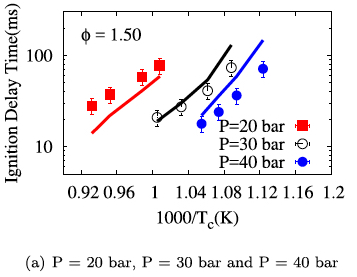 Ignition Delay Time(ms)
100
10
ϕ = 1.50
P=20 bar
P=30 bar
P=40 bar
0.92 0.96 1 1.04 1.08 1.12 1.16 1.2
1000/T_c(K)
(a) P = 20 bar, P = 30 bar and P = 40 bar